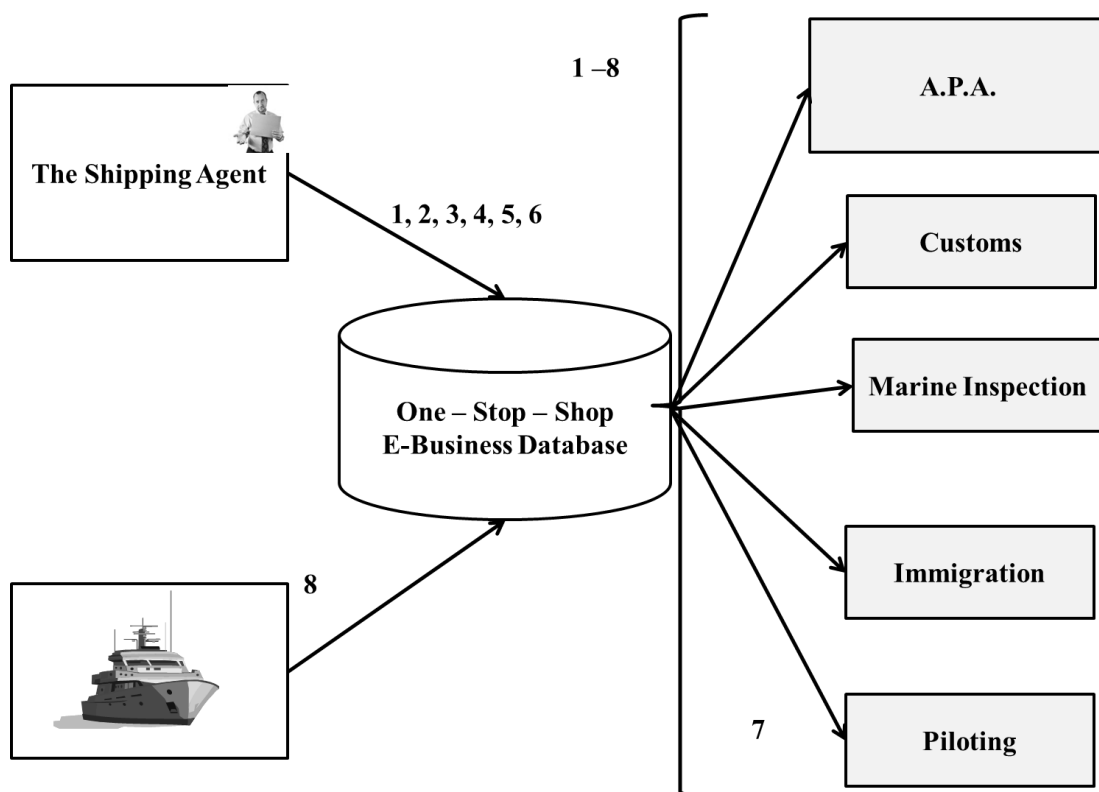 1 –8
A.P.A.
The Shipping Agent
1, 2, 3, 4, 5, 6
Customs
Marine Inspection
One – Stop – Shop
E-Business Database
Immigration
8
7
Piloting